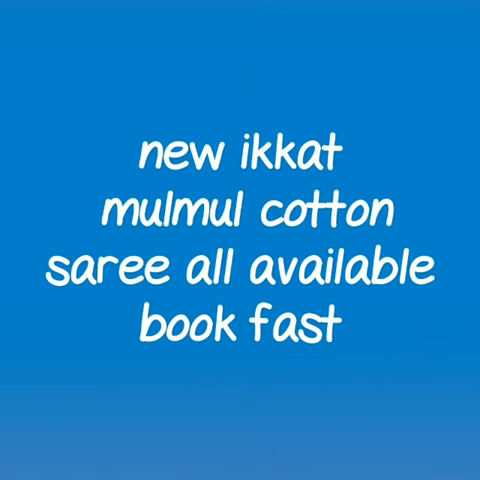 new ikkat
mulmul cotton
saree all available
book fast